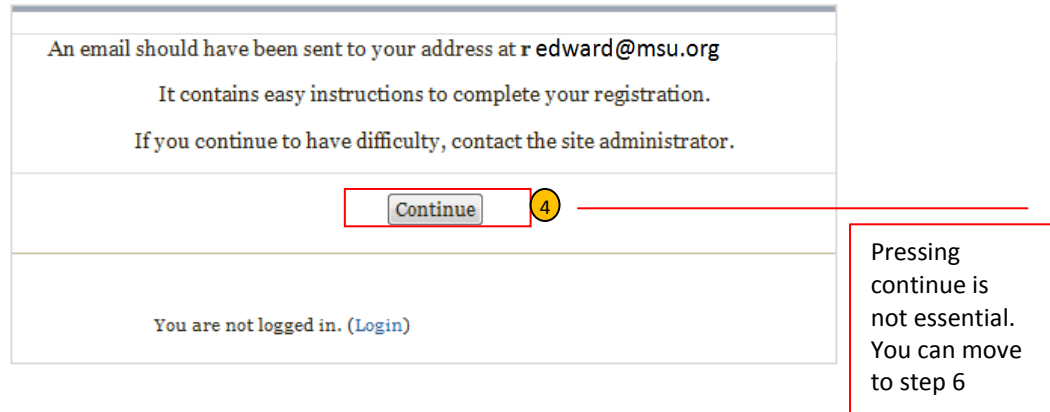 An email should have been sent to your address at r edward@msu.org
It contains easy instructions to complete your registration.
If you continue to have difficulty, contact the site administrator.
Continue
4
Pressing
continue is
not essential.
You can move
to step 6
You are not logged in. (Login)